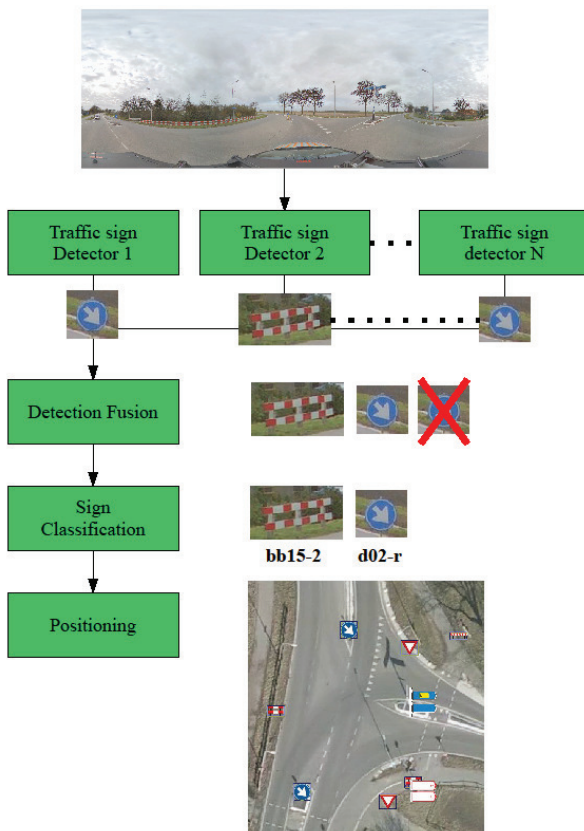 Traffic sign
Detector 1
Traffic sign
Detector 2
Traffic sign
detector N
Detection Fusion
Sign
Classification
bb15-2
d02-r
Positioning